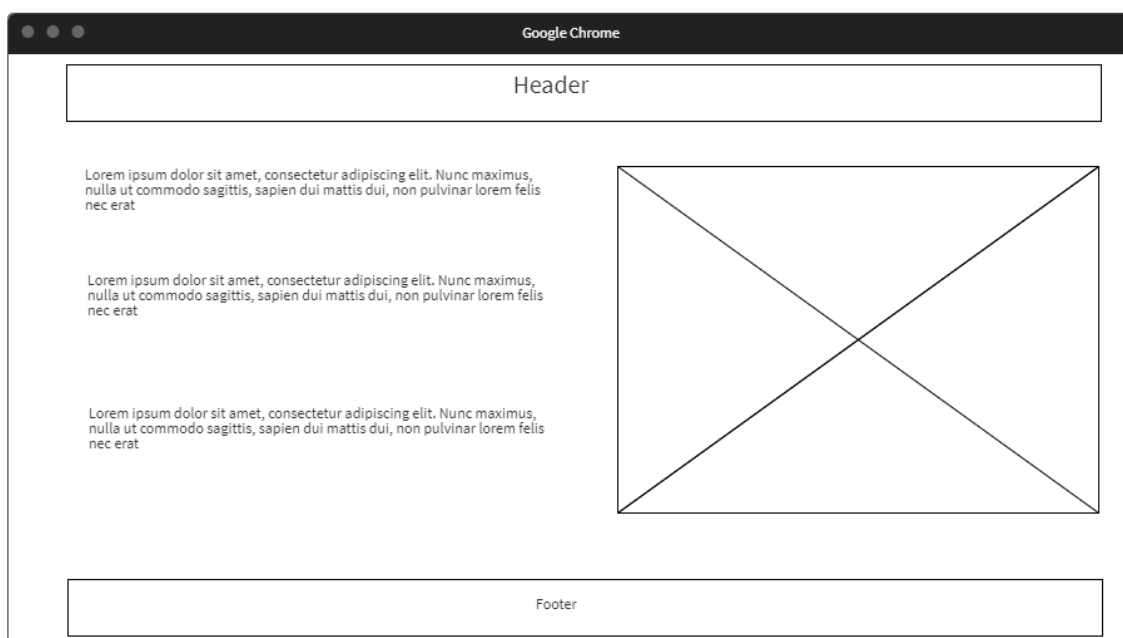 Google Chrome
Header
Lorem ipsum dolor sit amet, consectetur adipiscing elit. Nunc maximus,
nulla ut commodo sagittis, sapien dui mattis dui, non pulvinar lorem felis
nec erat
Lorem ipsum dolor sit amet, consectetur adipiscing elit. Nunc maximus,
nulla ut commodo sagittis, sapien dui mattis dui, non pulvinar lorem felis
nec erat
Lorem ipsum dolor sit amet, consectetur adipiscing elit. Nunc maximus,
nulla ut commodo sagittis, sapien dui mattis dui, non pulvinar lorem felis
nec erat
Footer